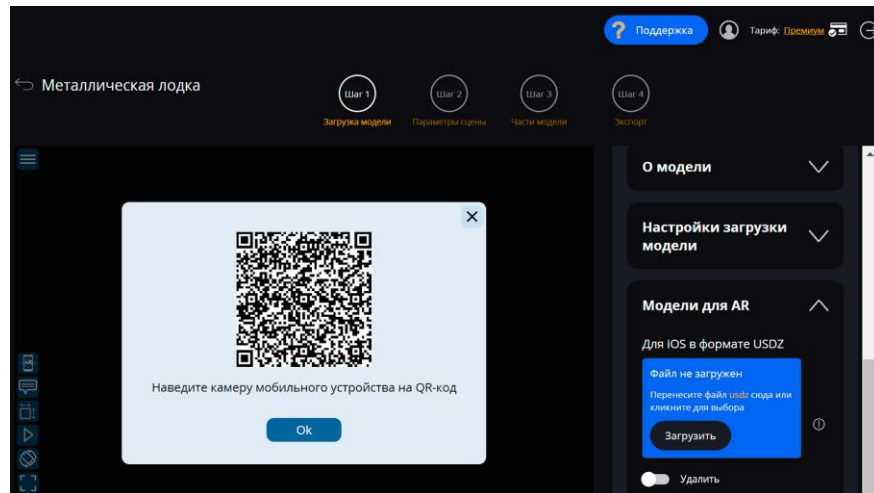 ? Поддержка
Тариф: Премиум
Металлическая лодка
Шаг 1
Загрузка модели
Шаг 2
Параметры сцены
Шаг 3
Части модели
Шаг 4
Экспорт
О модели
Настройки загрузки
модели
Модели для AR
Для iOS в формате USDZ
Файл не загружен
Перенесите файл usdz сюда или
кликните для выбора
Загрузить
Удалить
Наведите камеру мобильного устройства на QR-код
Ok
AR